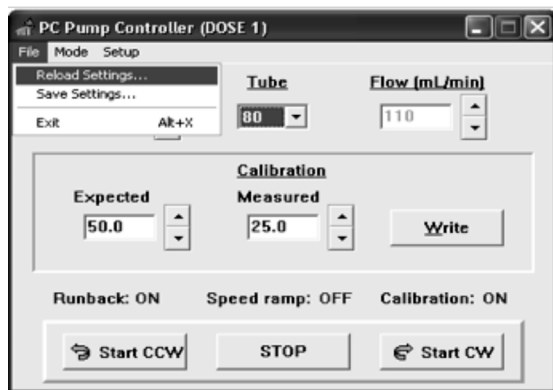 PC Pump Controller (DOSE 1)
File Mode Setup
Reload Settings...
Save Settings...
Exit Alt+X
Tube Flow (mL/min)
80 110
Calibration
Expected Measured
50.0 25.0 Write
Runback: ON Speed ramp: OFF Calibration: ON
Start CCW STOP Start CW